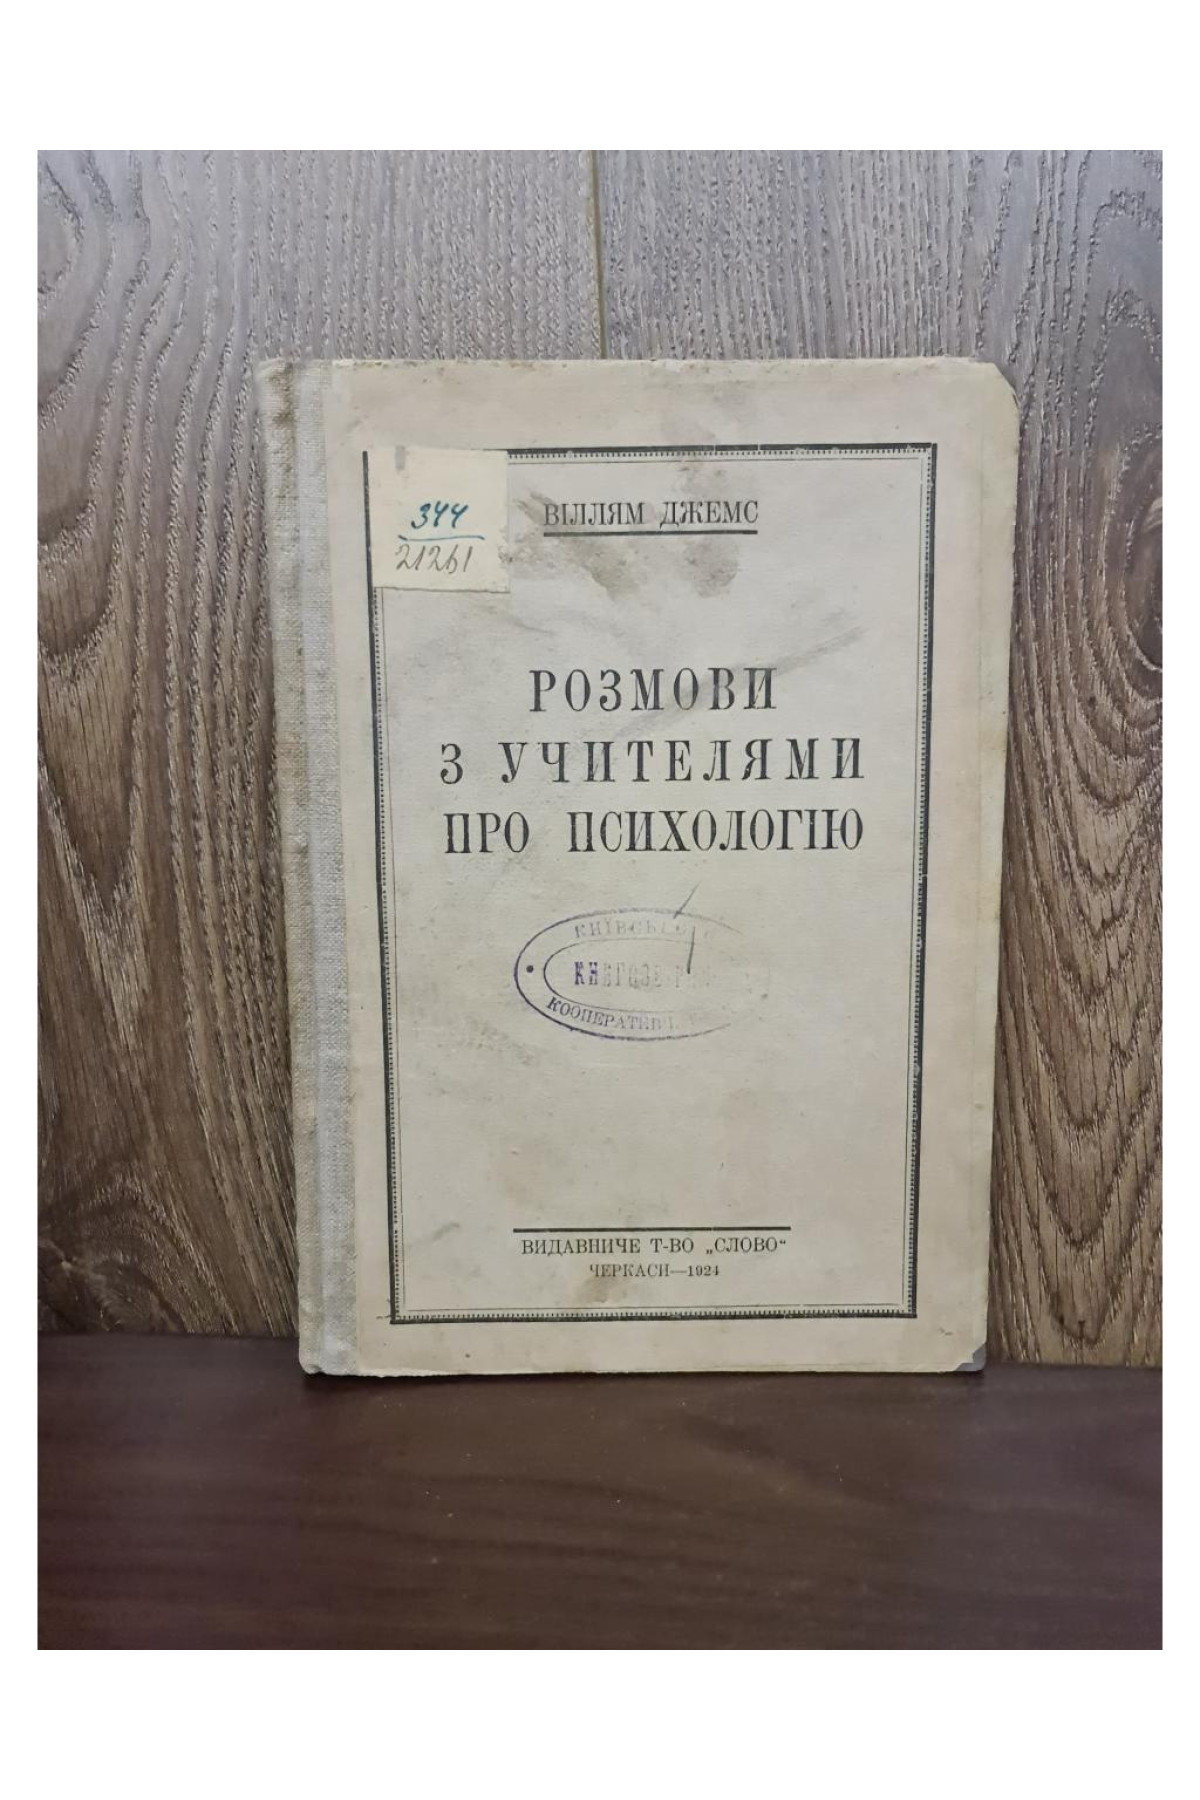 344
21261
ВІЛЛЯМ ДЖЕМС
РОЗМОВИ
З УЧИТЕЛЯМИ
ПРО ПСИХОЛОГІЮ
ВИДАВНИЧЕ Т-ВО „СЛОВО“
ЧЕРКАСИ—1924